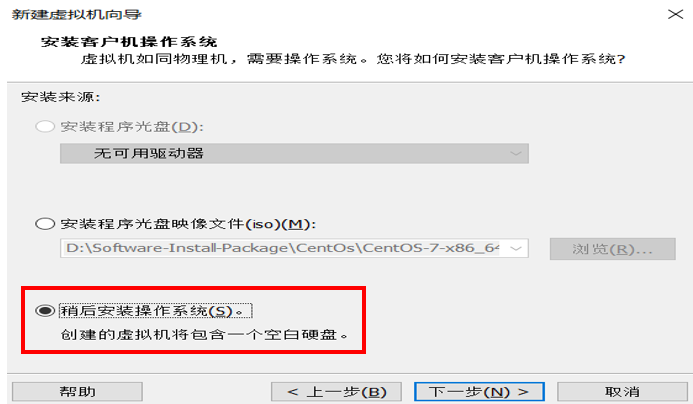 新建虚拟机向导
安装客户机操作系统
虚拟机如同物理机，需要操作系统。您将如何安装客户机操作系统?
安装来源:
安装程序光盘(D):
无可用驱动器
安装程序光盘映像文件(iso)(M):
D:\Software-Install-Package\CentOs\CentOS-7-x86_64
浏览(R)...
稍后安装操作系统(S)。
创建的虚拟机将包含一个空白硬盘。
帮助
< 上一步(B)
下一步(N) >
取消